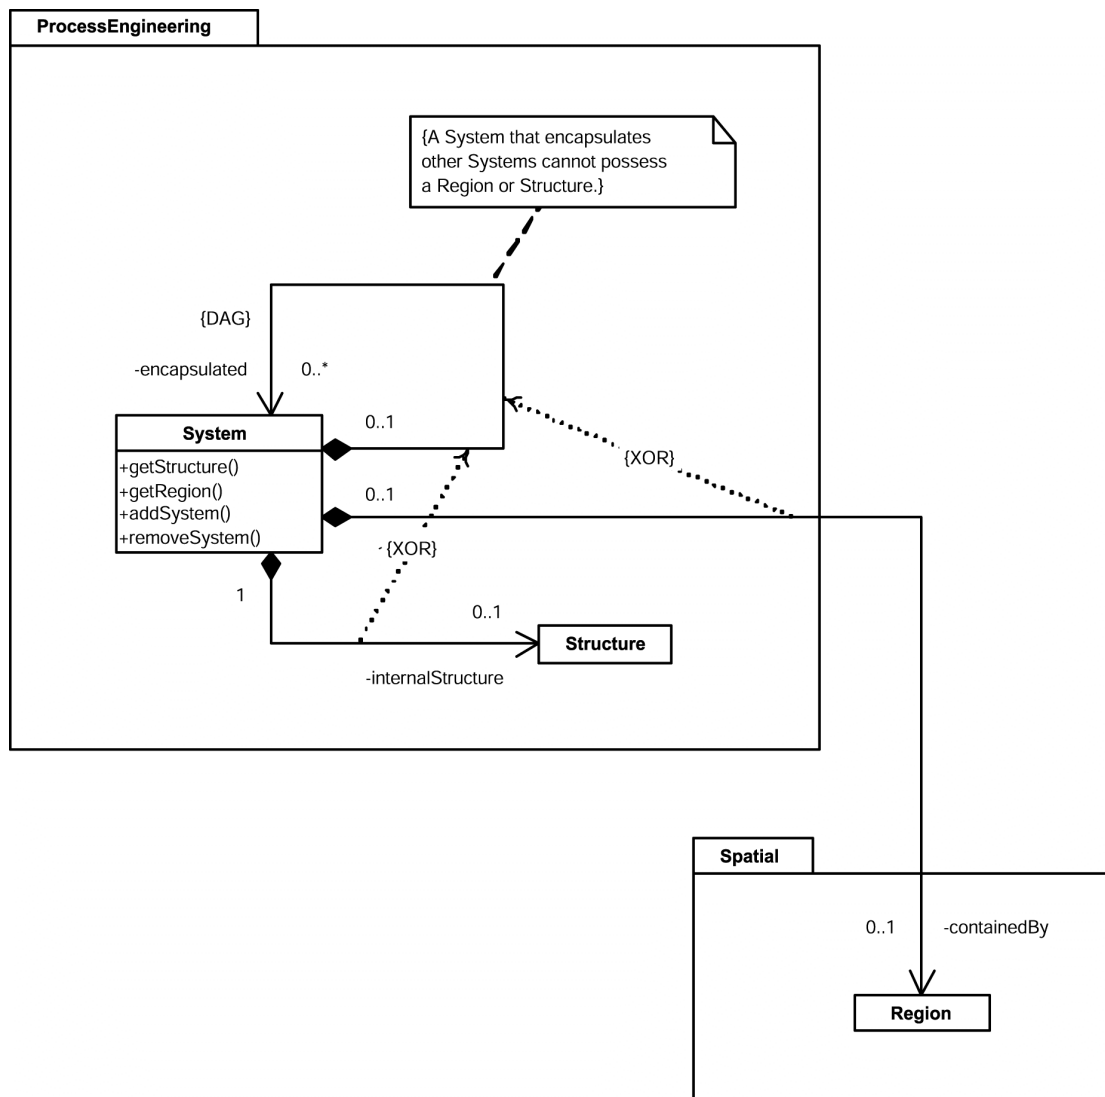 ProcessEngineering
{A System that encapsulates
other Systems cannot possess
a Region or Structure.}
{DAG}
-encapsulated
0..*
0..1
System
{XOR}
+getStructure()
+getRegion()
0..1
+addSystem()
+removeSystem()
{XOR}
1
0..1
Structure
-internalStructure
Spatial
0..1
-containedBy
Region